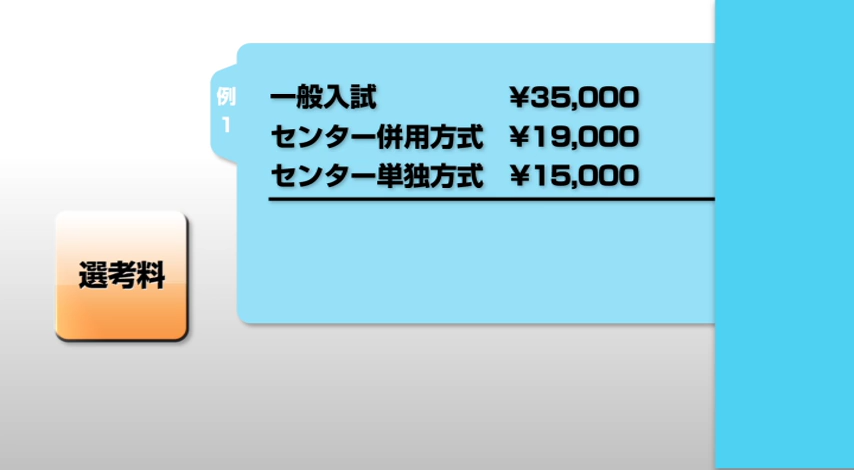 例
1
一般入試 ¥35,000
センター併用方式 ¥19,000
センター単独方式 ¥15,000
選考料